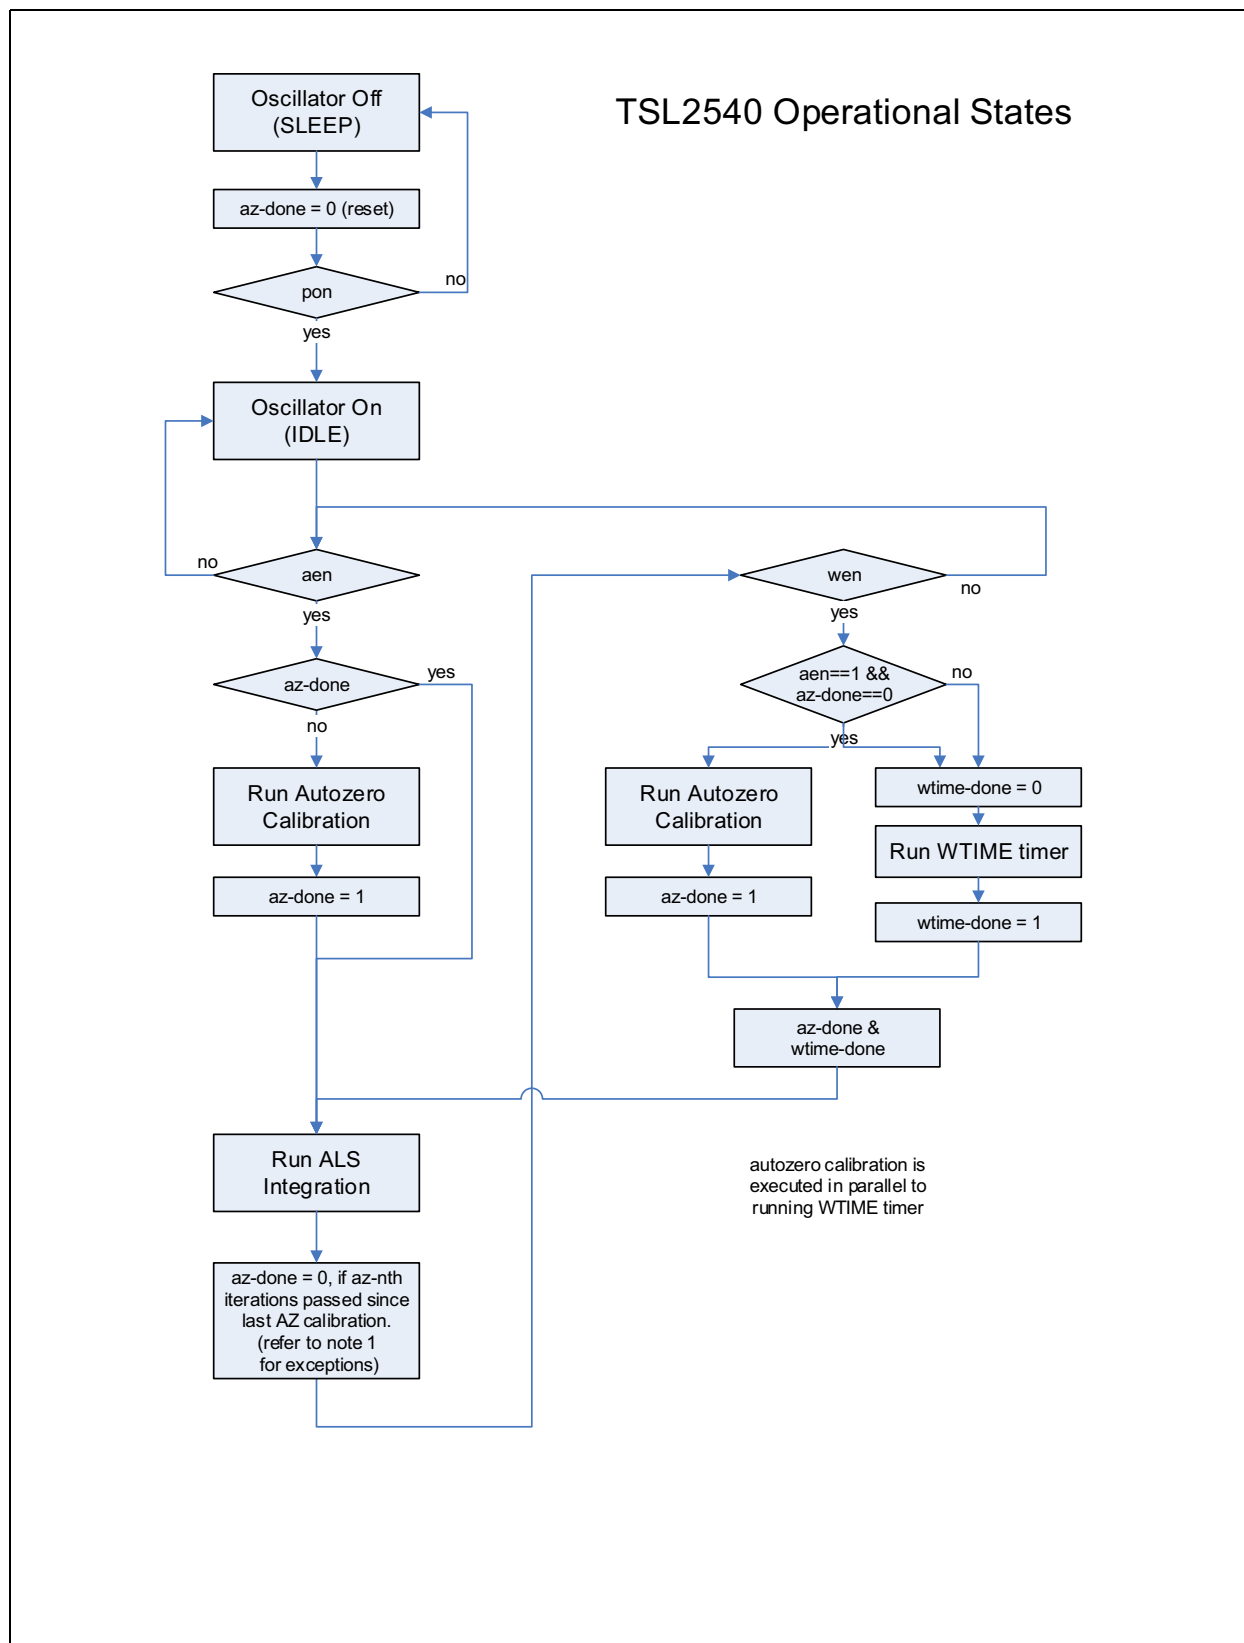 TSL2540 Operational States
Oscillator Off
(SLEEP)
az-done = 0 (reset)
pon
no
yes
Oscillator On
(IDLE)
no
aen
yes
az-done
yes
no
Run Autozero
Calibration
az-done = 1
wen
no
yes
aen==1 &&
az-done==0
no
yes
Run Autozero
Calibration
az-done = 1
wtime-done = 0
Run WTIME timer
wtime-done = 1
az-done &
wtime-done
Run ALS
Integration
az-done = 0, if az-nth
iterations passed since
last AZ calibration.
(refer to note 1
for exceptions)
autozero calibration is
executed in parallel to
running WTIME timer